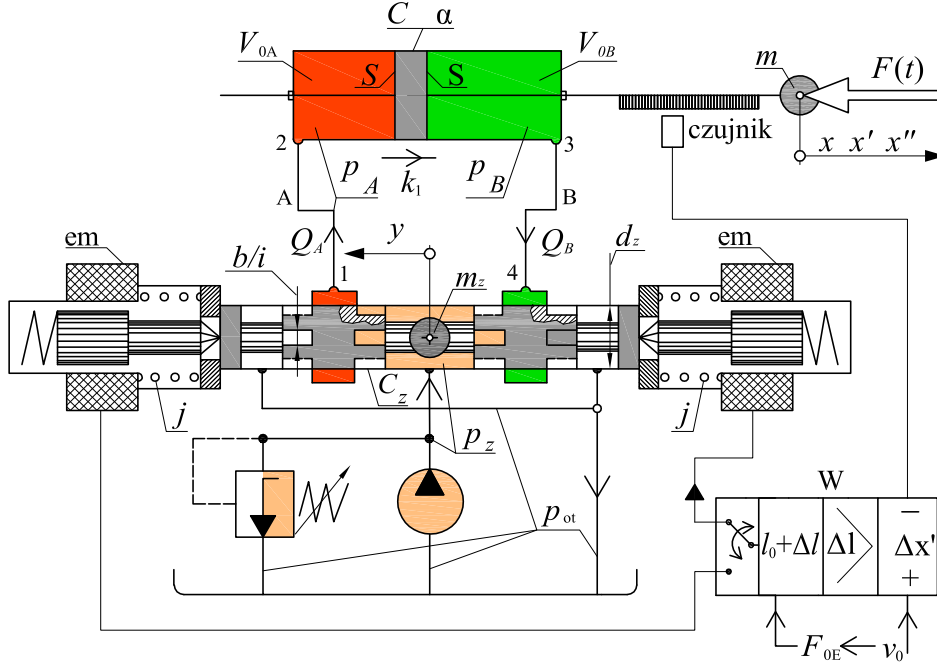 C α
V0A
V0B
S S
m
F(t)
czujnik
x x′ x″
2
3
pA
k1
pB
A
B
em
QA
y
QB
dz
em
b/i
1
4
mz
j
Cz
pz
j
pot
W
l0+Δl
Δl
−
Δx'
+
F0E
v0